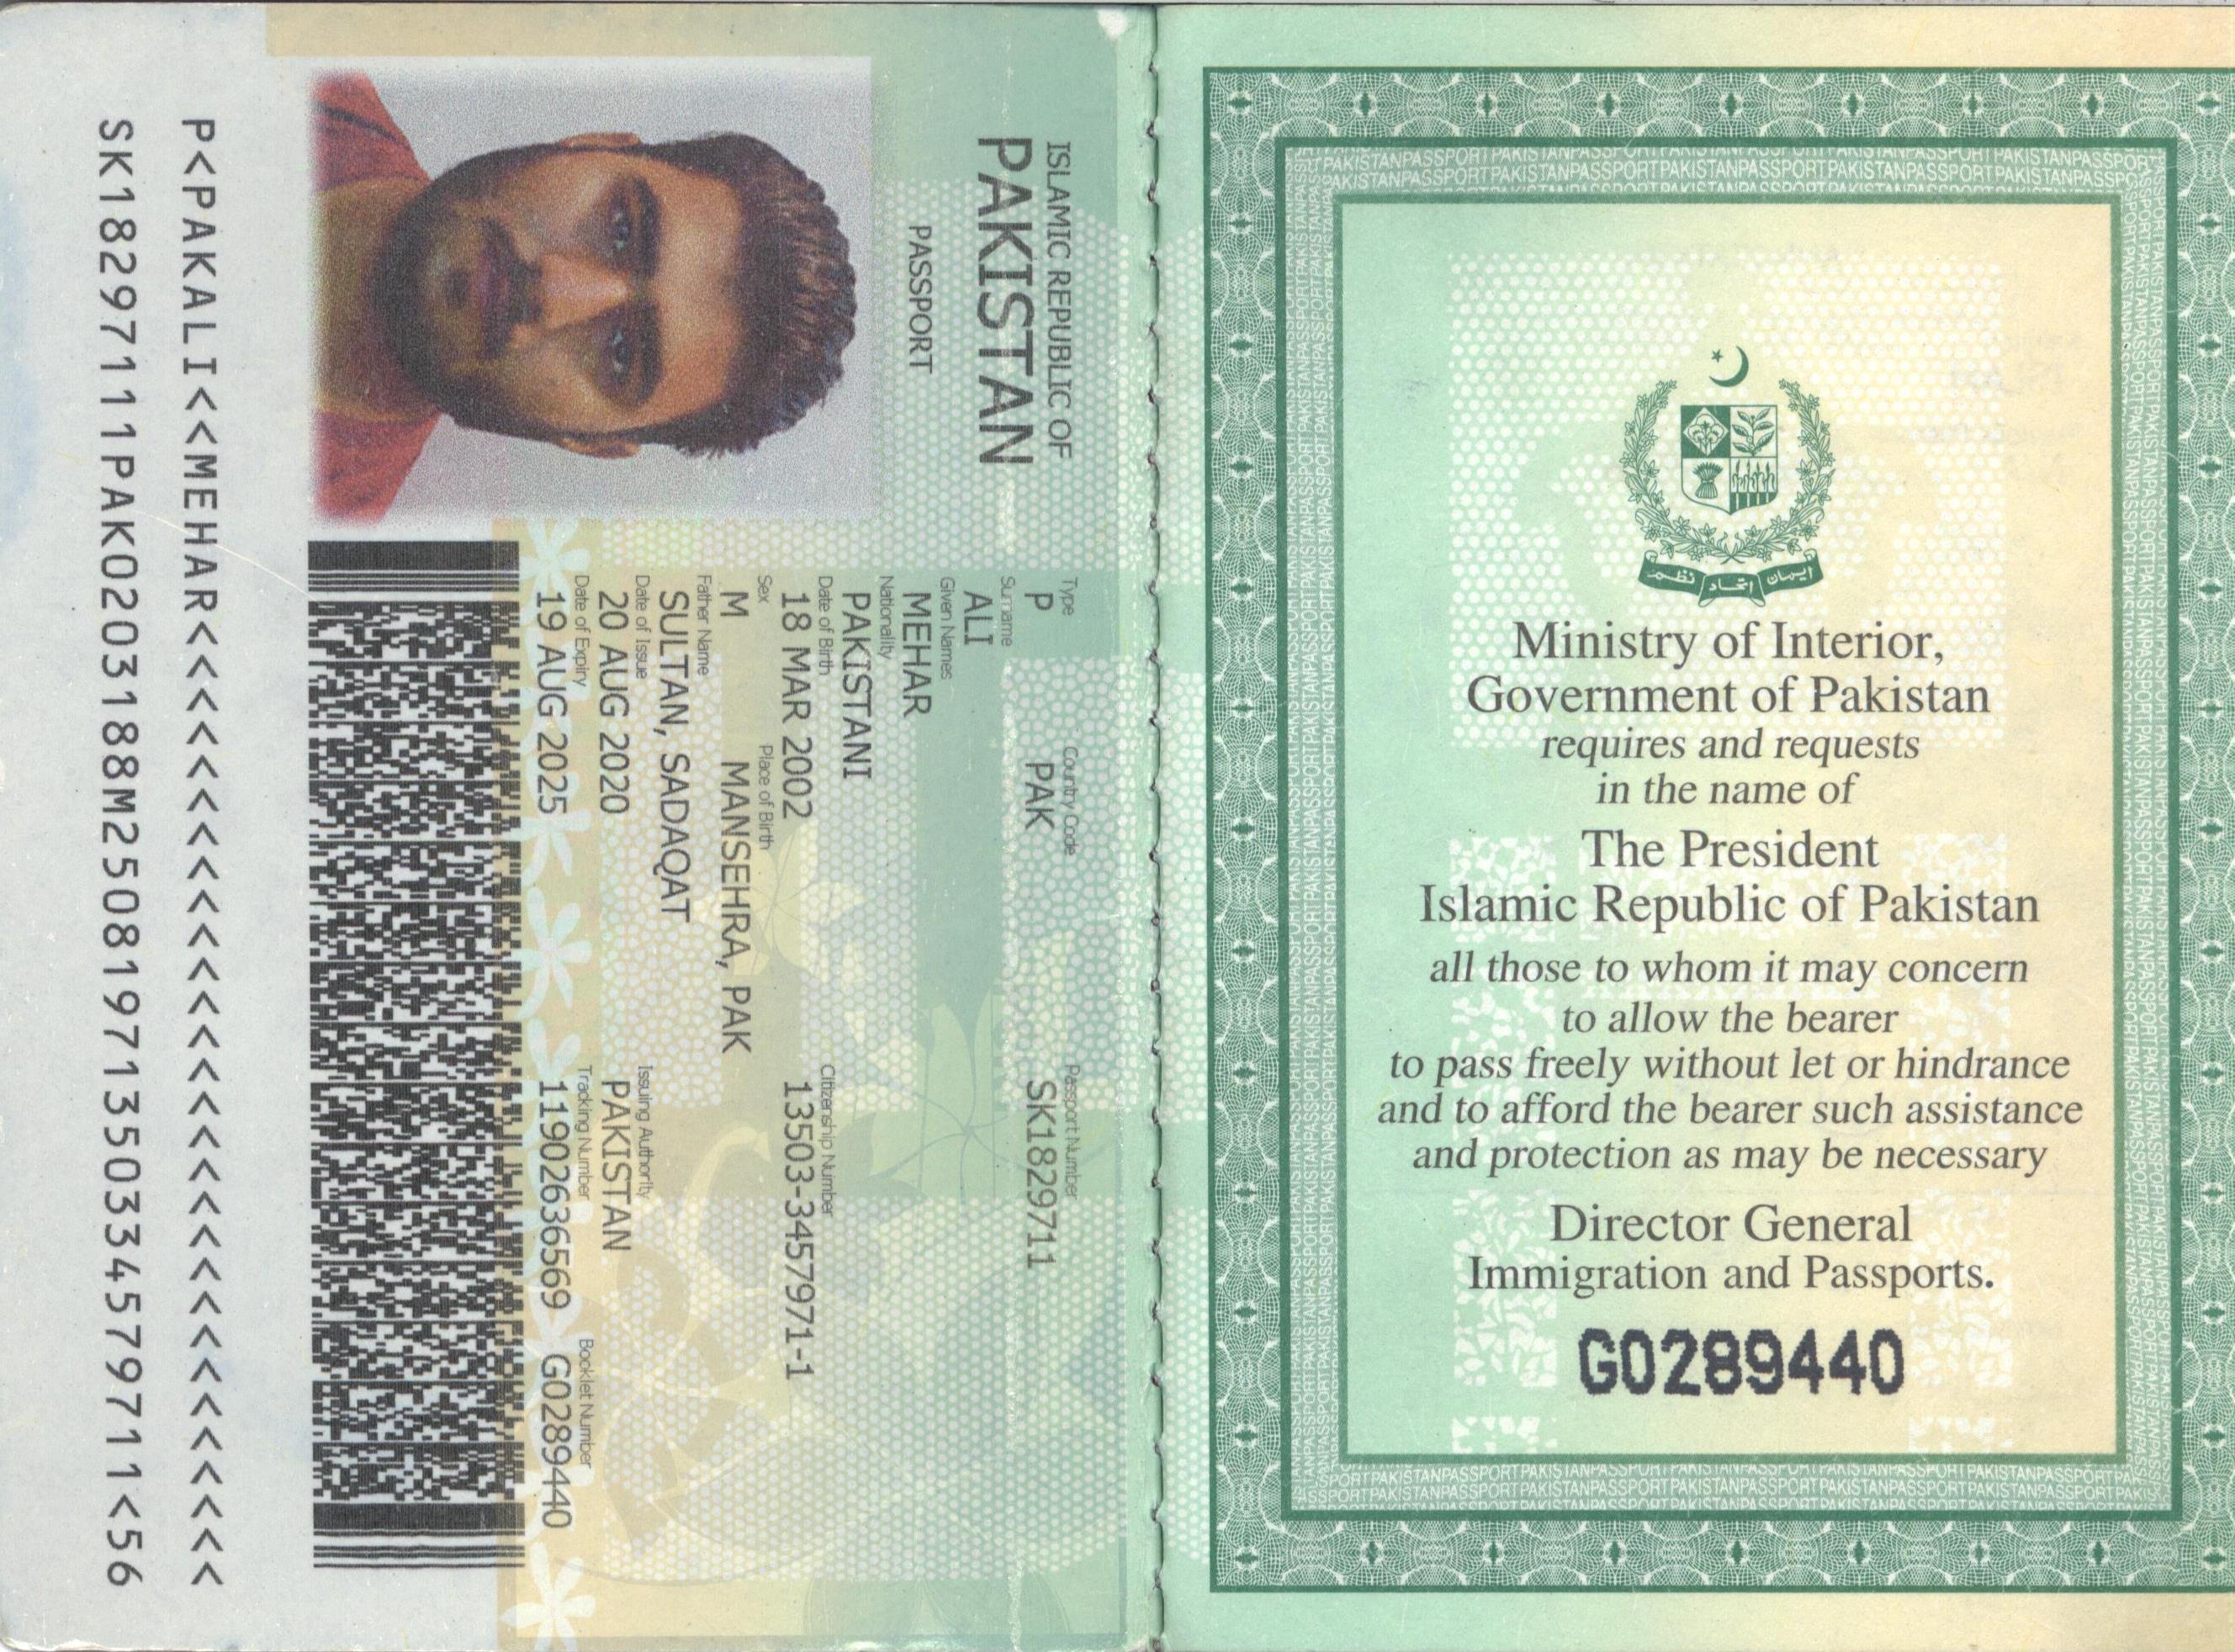 ISLAMIC REPUBLIC OF
PAKISTAN
PASSPORT
Type Country Code Passport Number
P PAK SK1829711
Surname
ALI
Given Names
MEHAR
Nationality
PAKISTANI
Date of Birth Citizenship Number
18 MAR 2002 13503-3457971-1
Sex Place of Birth
M MANSEHRA, PAK
Father Name
SULTAN, SADAQAT
Date of Issue Issuing Authority
20 AUG 2020 PAKISTAN
Date of Expiry Tracking Number Booklet Number
19 AUG 2025 11902636569 G0289440
P<PAKALI<<MEHAR<<<<<<<<<<<<<<<<<<<<<<<<<<<<<
SK18297111PAK0203188M25081971350334579711<56
ایمان اتحاد نظم
Ministry of Interior,
Government of Pakistan
requires and requests
in the name of
The President
Islamic Republic of Pakistan
all those to whom it may concern
to allow the bearer
to pass freely without let or hindrance
and to afford the bearer such assistance
and protection as may be necessary
Director General
Immigration and Passports.
G0289440